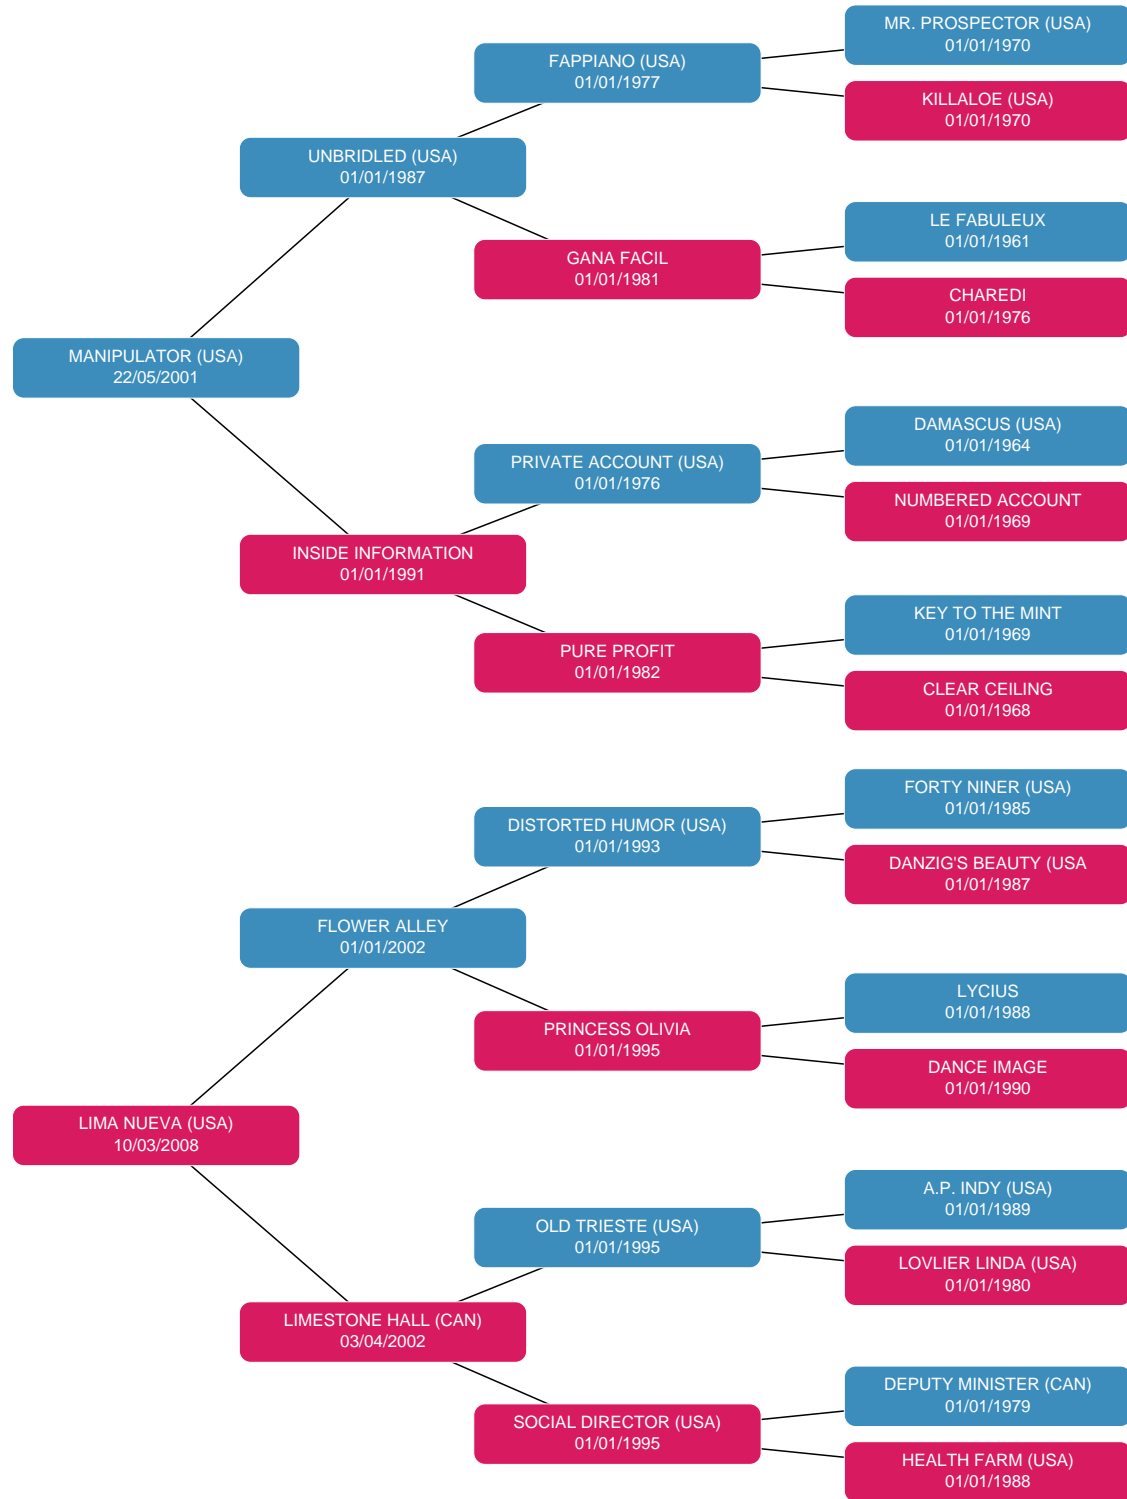 MR. PROSPECTOR (USA)
01/01/1970
FAPPIANO (USA)
01/01/1977
KILLALOE (USA)
01/01/1970
UNBRIDLED (USA)
01/01/1987
LE FABULEUX
01/01/1961
GANA FACIL
01/01/1981
CHAREDI
01/01/1976
MANIPULATOR (USA)
22/05/2001
DAMASCUS (USA)
01/01/1964
PRIVATE ACCOUNT (USA)
01/01/1976
NUMBERED ACCOUNT
01/01/1969
INSIDE INFORMATION
01/01/1991
KEY TO THE MINT
01/01/1969
PURE PROFIT
01/01/1982
CLEAR CEILING
01/01/1968
FORTY NINER (USA)
01/01/1985
DISTORTED HUMOR (USA)
01/01/1993
DANZIG'S BEAUTY (USA
01/01/1987
FLOWER ALLEY
01/01/2002
LYCIUS
01/01/1988
PRINCESS OLIVIA
01/01/1995
DANCE IMAGE
01/01/1990
LIMA NUEVA (USA)
10/03/2008
A.P. INDY (USA)
01/01/1989
OLD TRIESTE (USA)
01/01/1995
LOVLIER LINDA (USA)
01/01/1980
LIMESTONE HALL (CAN)
03/04/2002
DEPUTY MINISTER (CAN)
01/01/1979
SOCIAL DIRECTOR (USA)
01/01/1995
HEALTH FARM (USA)
01/01/1988